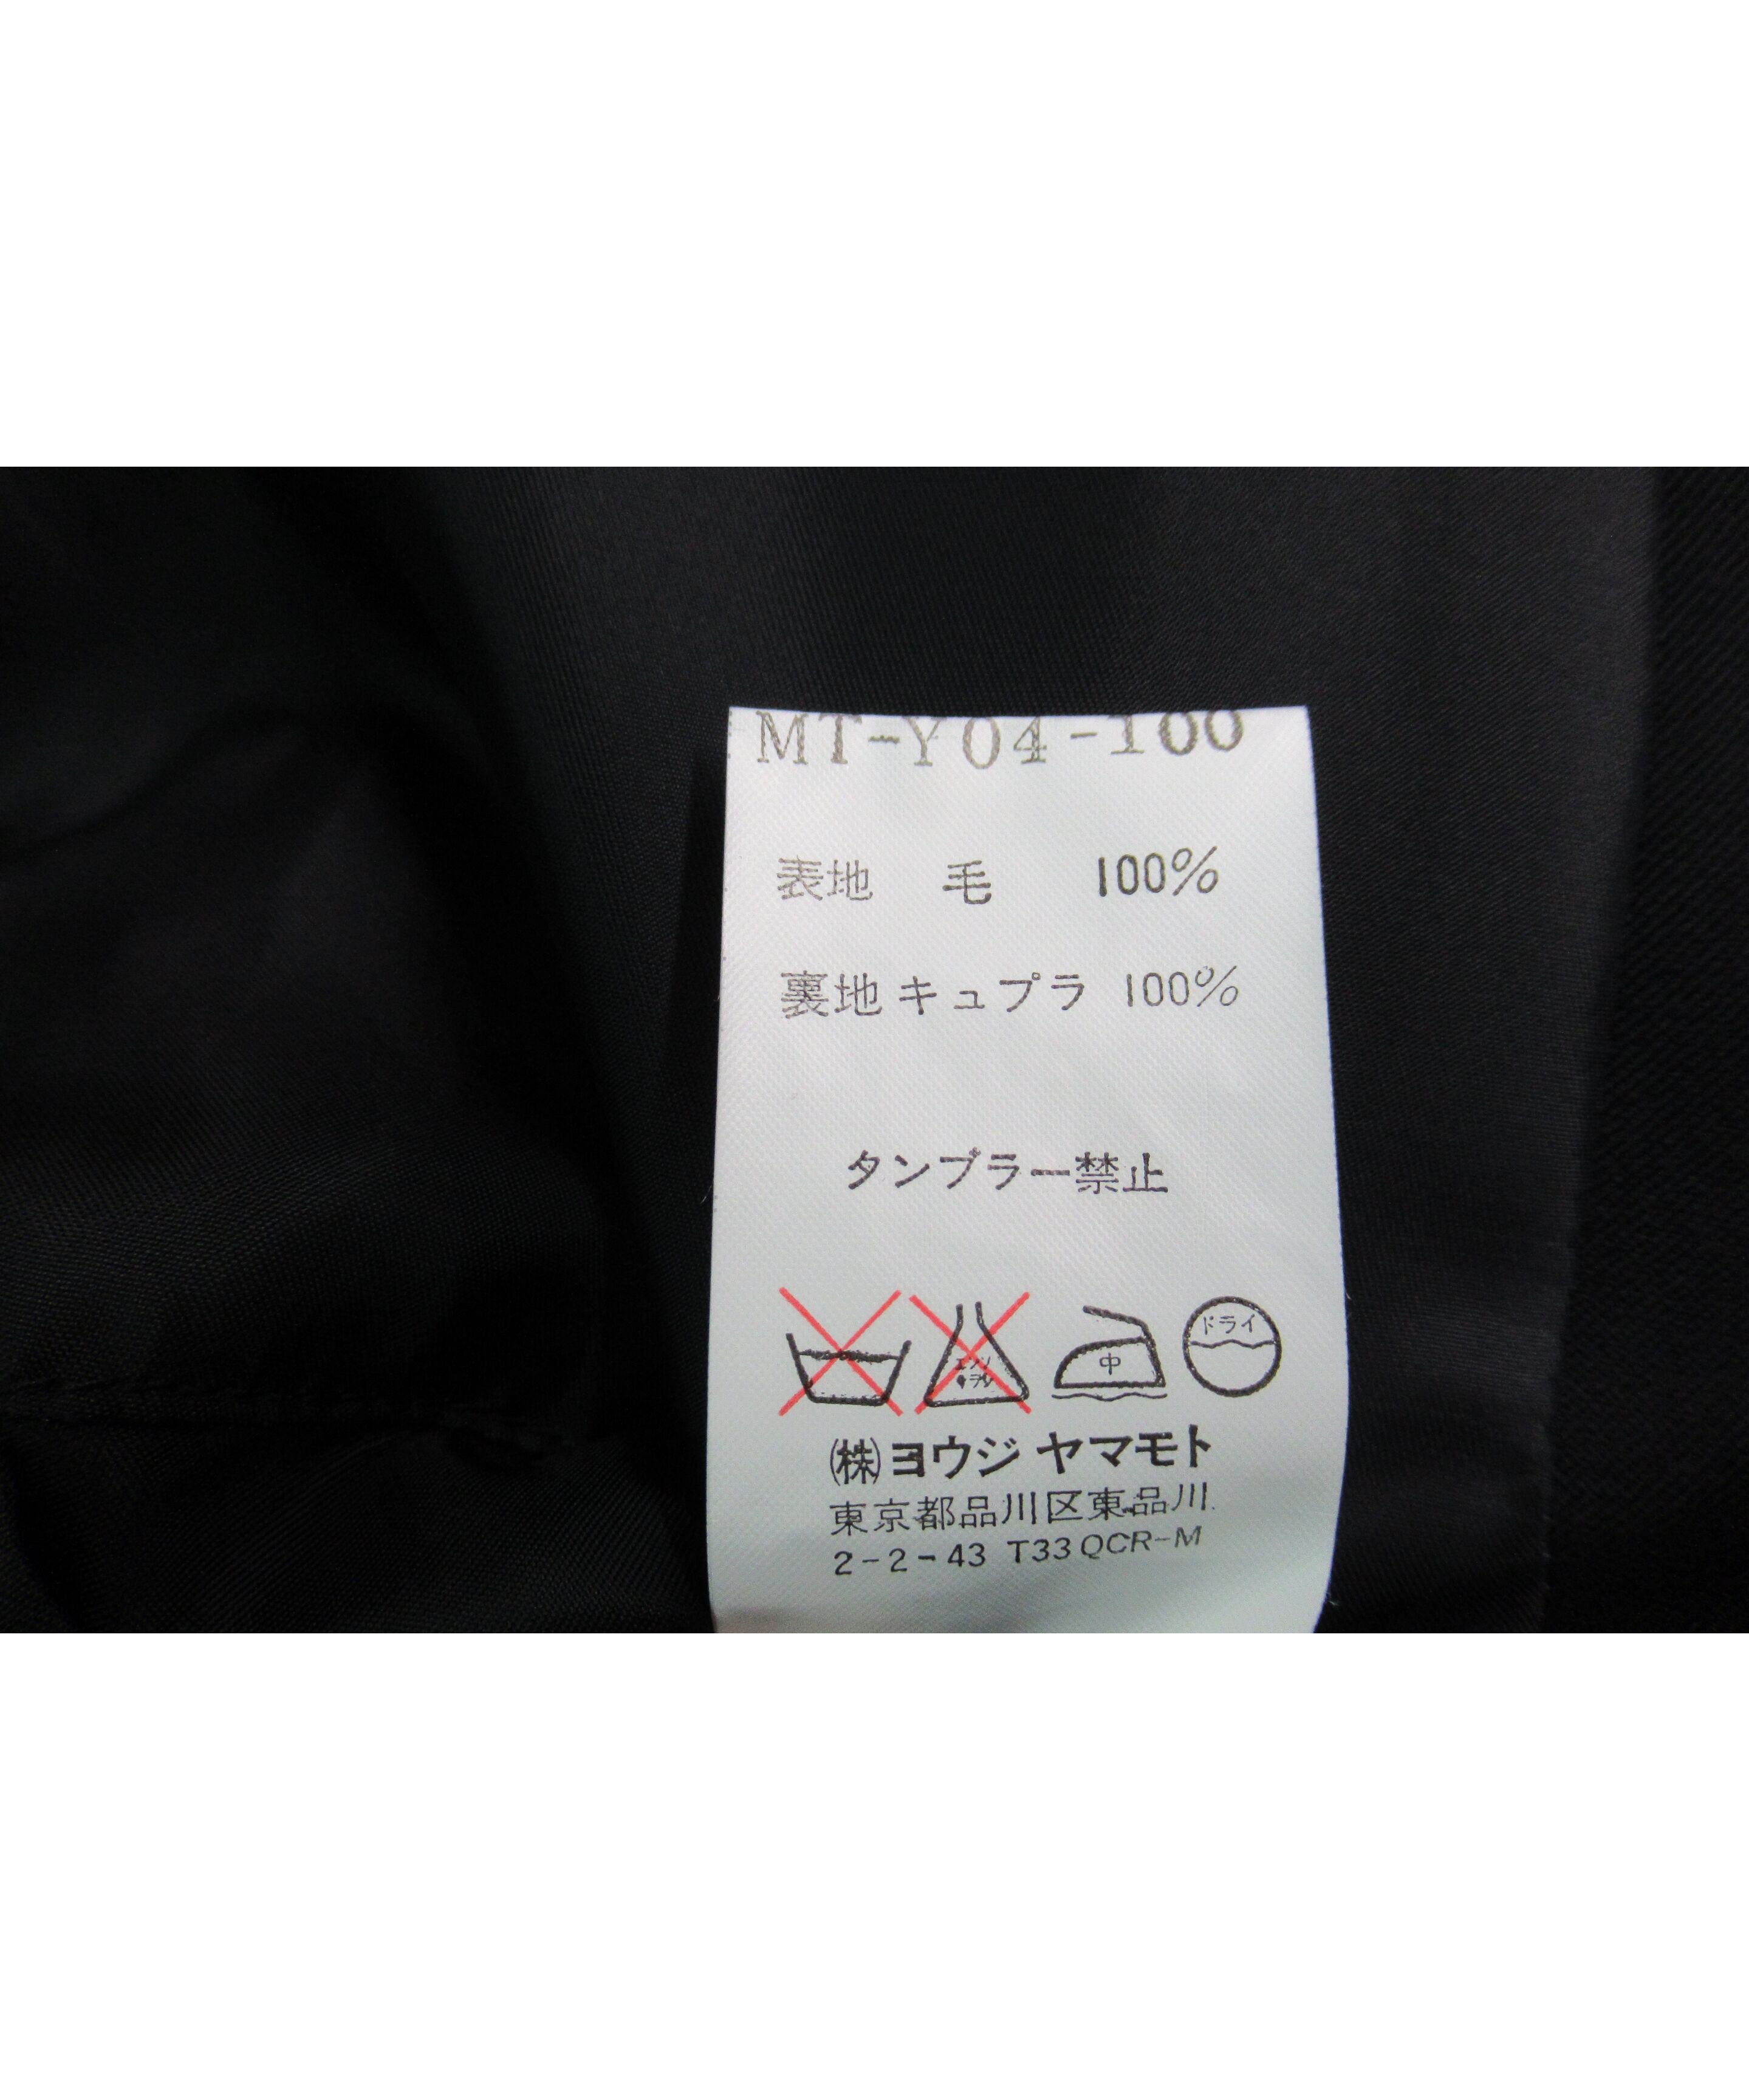 MT-Y04-100
表地 毛 100%
裏地 キュプラ 100%
タンブラー禁止
中 ドライ
㈱ヨウジ ヤマモト
東京都品川区東品川
2-2-43 T33QCR-M